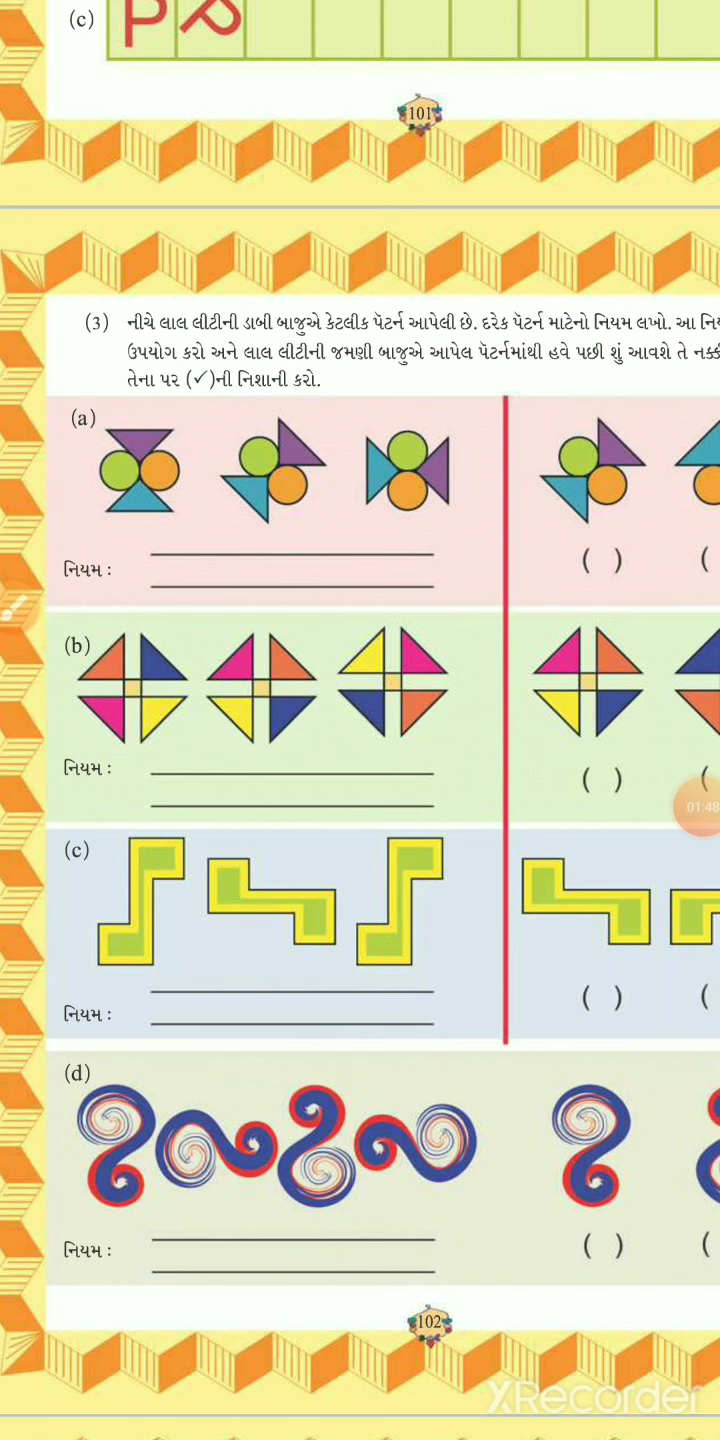 (c) P P
101
(3) નીચે લાલ લીટીની ડાબી બાજુએ કેટલીક પૅટર્ન આપેલી છે. દરેક પૅટર્ન માટેનો નિયમ લખો. આ
ઉપયોગ કરો અને લાલ લીટીની જમણી બાજુએ આપેલ પૅટર્નમાંથી હવે પછી શું આવશે તે
તેના પર (✓)ની નિશાની કરો.
(a)
નિયમ : ( ) (
(b)
નિયમ : ( ) (
01:48
(c)
નિયમ : ( ) (
(d)
નિયમ : ( ) (
102
XRecorder